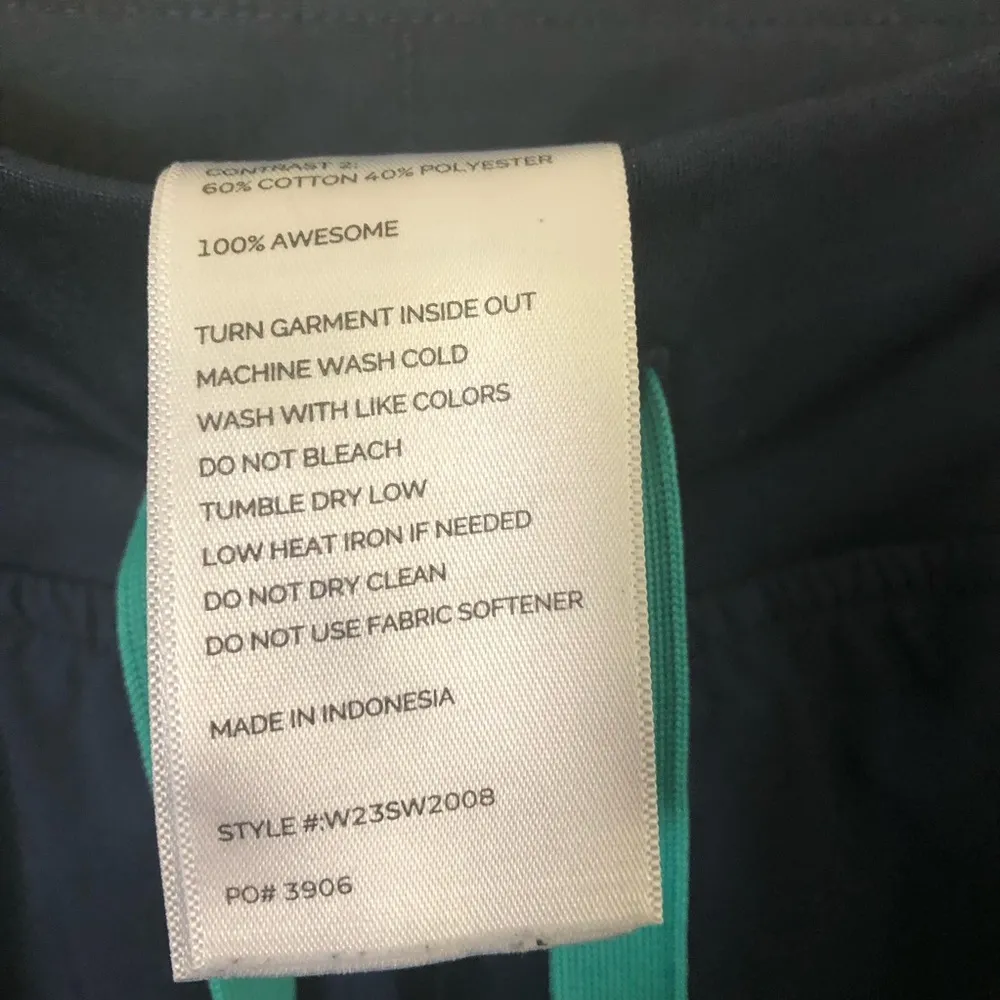 CONTRAST 2:
60% COTTON 40% POLYESTER
100% AWESOME
TURN GARMENT INSIDE OUT
MACHINE WASH COLD
WASH WITH LIKE COLORS
DO NOT BLEACH
TUMBLE DRY LOW
LOW HEAT IRON IF NEEDED
DO NOT DRY CLEAN
DO NOT USE FABRIC SOFTENER
MADE IN INDONESIA
STYLE #:W23SW2008
PO# 3906